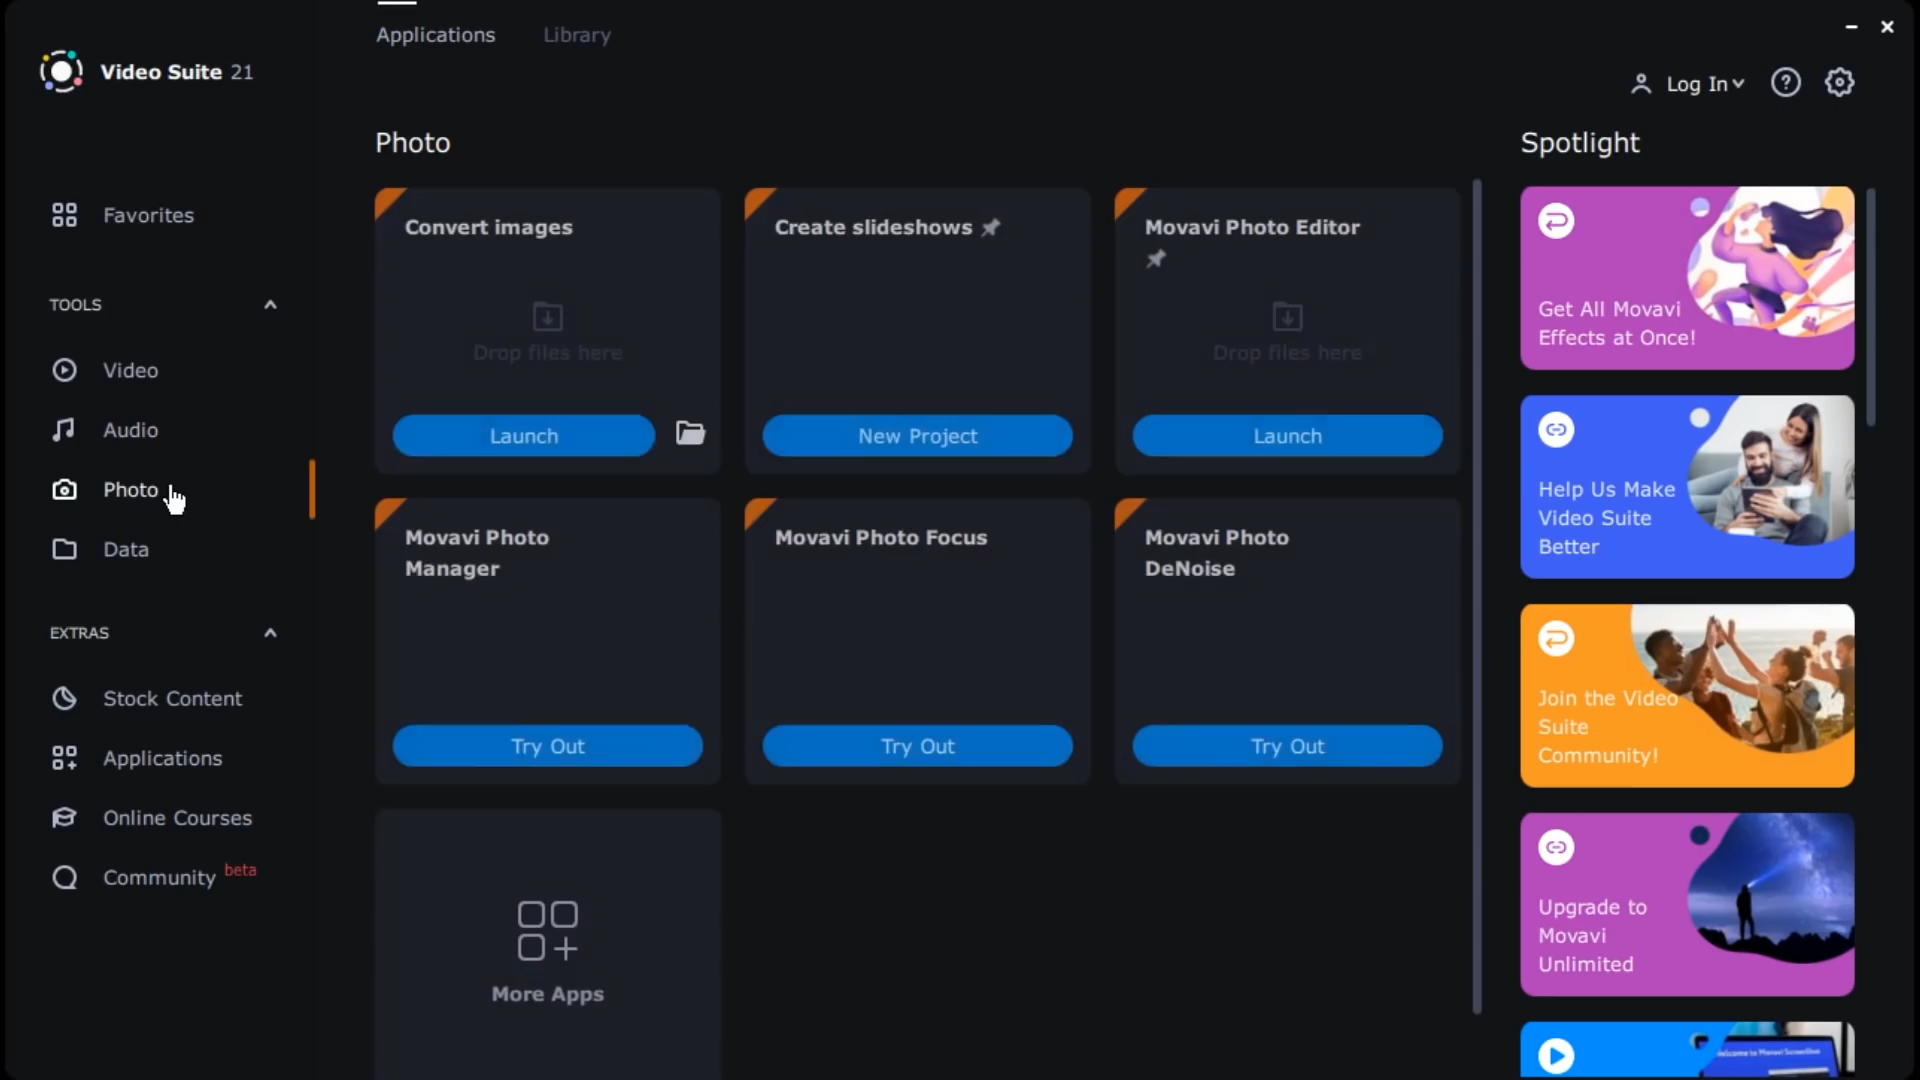 Applications
Library
Video Suite 21
Log In
Favorites
TOOLS
Video
Audio
Photo
Data
EXTRAS
Stock Content
Applications
Online Courses
Community beta
Photo
Convert images
Drop files here
Launch
Create slideshows
New Project
Movavi Photo Editor
Drop files here
Launch
Movavi Photo
Manager
Try Out
Movavi Photo Focus
Try Out
Movavi Photo
DeNoise
Try Out
More Apps
Spotlight
Get All Movavi
Effects at Once!
Help Us Make
Video Suite
Better
Join the Video
Suite
Community!
Upgrade to
Movavi
Unlimited
Welcome to Movavi